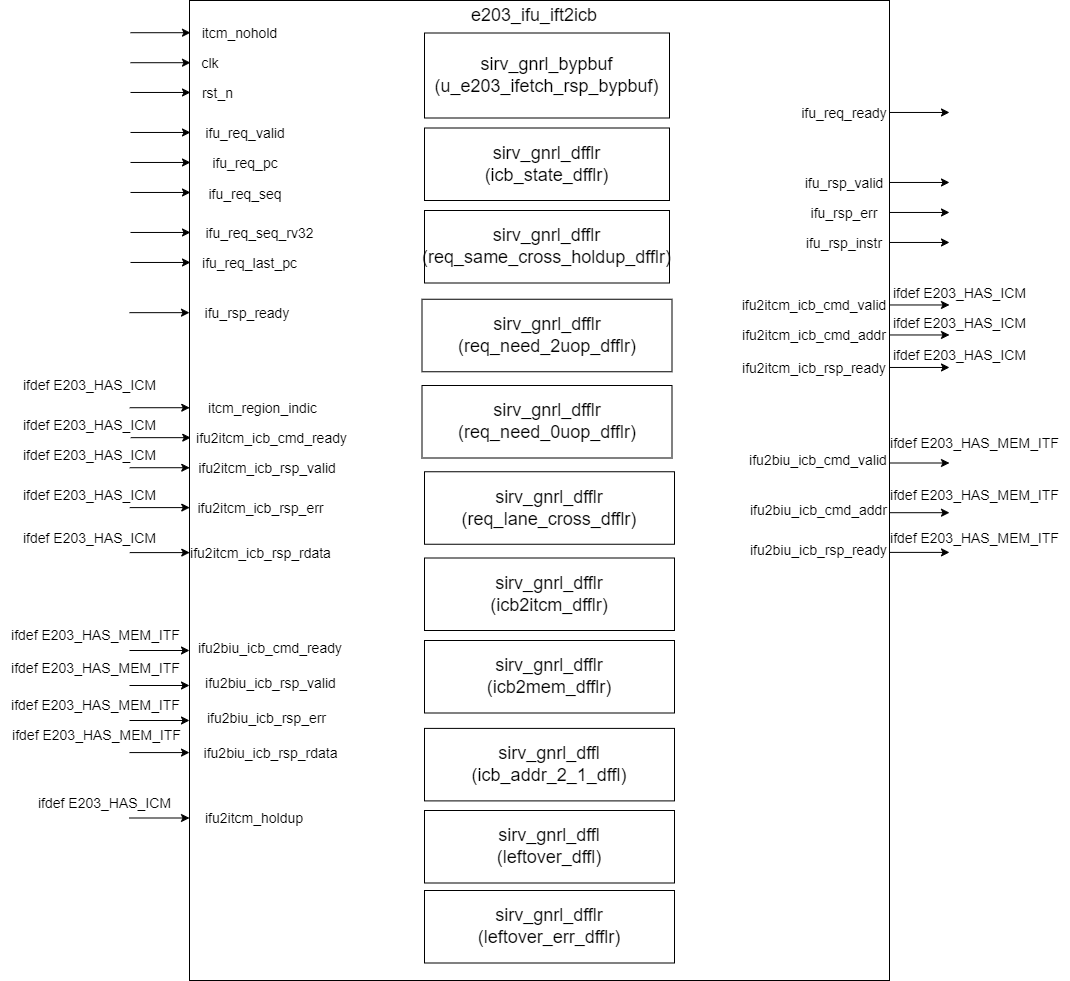 e203_ifu_ift2icb
itcm_nohold
clk
rst_n
ifu_req_valid
ifu_req_pc
ifu_req_seq
ifu_req_seq_rv32
ifu_req_last_pc
ifu_rsp_ready
ifdef E203_HAS_ICM
itcm_region_indic
ifdef E203_HAS_ICM
ifu2itcm_icb_cmd_ready
ifdef E203_HAS_ICM
ifu2itcm_icb_rsp_valid
ifdef E203_HAS_ICM
ifu2itcm_icb_rsp_err
ifdef E203_HAS_ICM
ifu2itcm_icb_rsp_rdata
ifdef E203_HAS_MEM_ITF
ifu2biu_icb_cmd_ready
ifdef E203_HAS_MEM_ITF
ifu2biu_icb_rsp_valid
ifdef E203_HAS_MEM_ITF
ifu2biu_icb_rsp_err
ifdef E203_HAS_MEM_ITF
ifu2biu_icb_rsp_rdata
ifdef E203_HAS_ICM
ifu2itcm_holdup
sirv_gnrl_bypbuf
(u_e203_ifetch_rsp_bypbuf)
sirv_gnrl_dfflr
(icb_state_dfflr)
sirv_gnrl_dfflr
(req_same_cross_holdup_dfflr)
sirv_gnrl_dfflr
(req_need_2uop_dfflr)
sirv_gnrl_dfflr
(req_need_0uop_dfflr)
sirv_gnrl_dfflr
(req_lane_cross_dfflr)
sirv_gnrl_dfflr
(icb2itcm_dfflr)
sirv_gnrl_dfflr
(icb2mem_dfflr)
sirv_gnrl_dffl
(icb_addr_2_1_dffl)
sirv_gnrl_dffl
(leftover_dffl)
sirv_gnrl_dfflr
(leftover_err_dfflr)
ifu_req_ready
ifu_rsp_valid
ifu_rsp_err
ifu_rsp_instr
ifdef E203_HAS_ICM
ifu2itcm_icb_cmd_valid
ifdef E203_HAS_ICM
ifu2itcm_icb_cmd_addr
ifdef E203_HAS_ICM
ifu2itcm_icb_rsp_ready
ifdef E203_HAS_MEM_ITF
ifu2biu_icb_cmd_valid
ifdef E203_HAS_MEM_ITF
ifu2biu_icb_cmd_addr
ifdef E203_HAS_MEM_ITF
ifu2biu_icb_rsp_ready